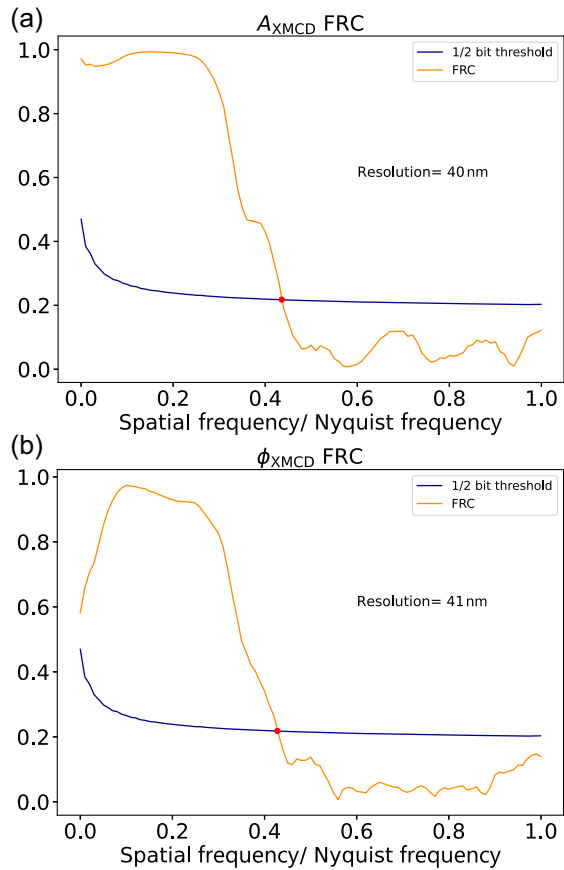 (a)
A_XMCD FRC
1.0
0.8
0.6
0.4
0.2
0.0
1/2 bit threshold
FRC
Resolution= 40 nm
0.0 0.2 0.4 0.6 0.8 1.0
Spatial frequency/ Nyquist frequency
(b)
ϕ_XMCD FRC
1.0
0.8
0.6
0.4
0.2
0.0
1/2 bit threshold
FRC
Resolution= 41 nm
0.0 0.2 0.4 0.6 0.8 1.0
Spatial frequency/ Nyquist frequency